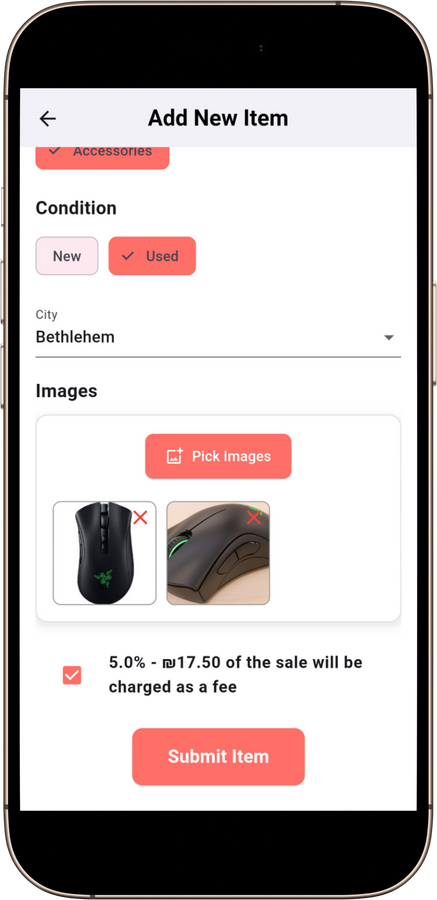 Add New Item
Accessories
Condition
New
Used
City
Bethlehem
Images
Pick Images
5.0% - ₪17.50 of the sale will be
charged as a fee
Submit Item